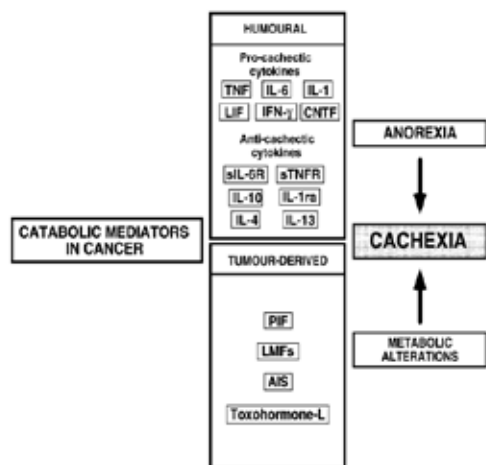 HUMOURAL
Pro-cachectic
cytokines
TNF IL-6 IL-1
LIF IFN-γ CNTF
Anti-cachectic
cytokines
sIL-6R sTNFR
IL-10 IL-1ra
IL-4 IL-13
CATABOLIC MEDIATORS
IN CANCER
TUMOUR-DERIVED
PIF
LMFs
AIS
Toxohormone-L
ANOREXIA
CACHEXIA
METABOLIC
ALTERATIONS